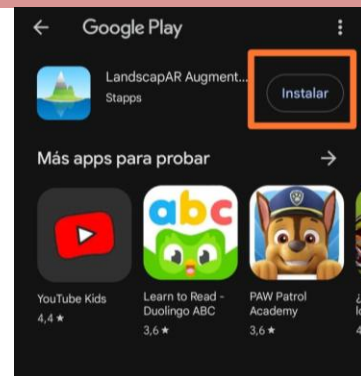 Google Play
LandscapAR Augment...
Stapps
Instalar
Más apps para probar
abc
YouTube Kids
4,4 ★
Learn to Read -
Duolingo ABC
3,6 ★
PAW Patrol
Academy
3,6 ★